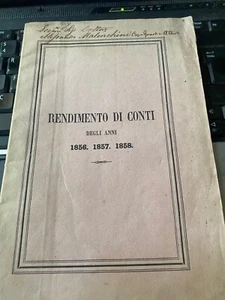 Malenchini
RENDIMENTO DI CONTI
DEGLI ANNI
1856. 1857. 1858.